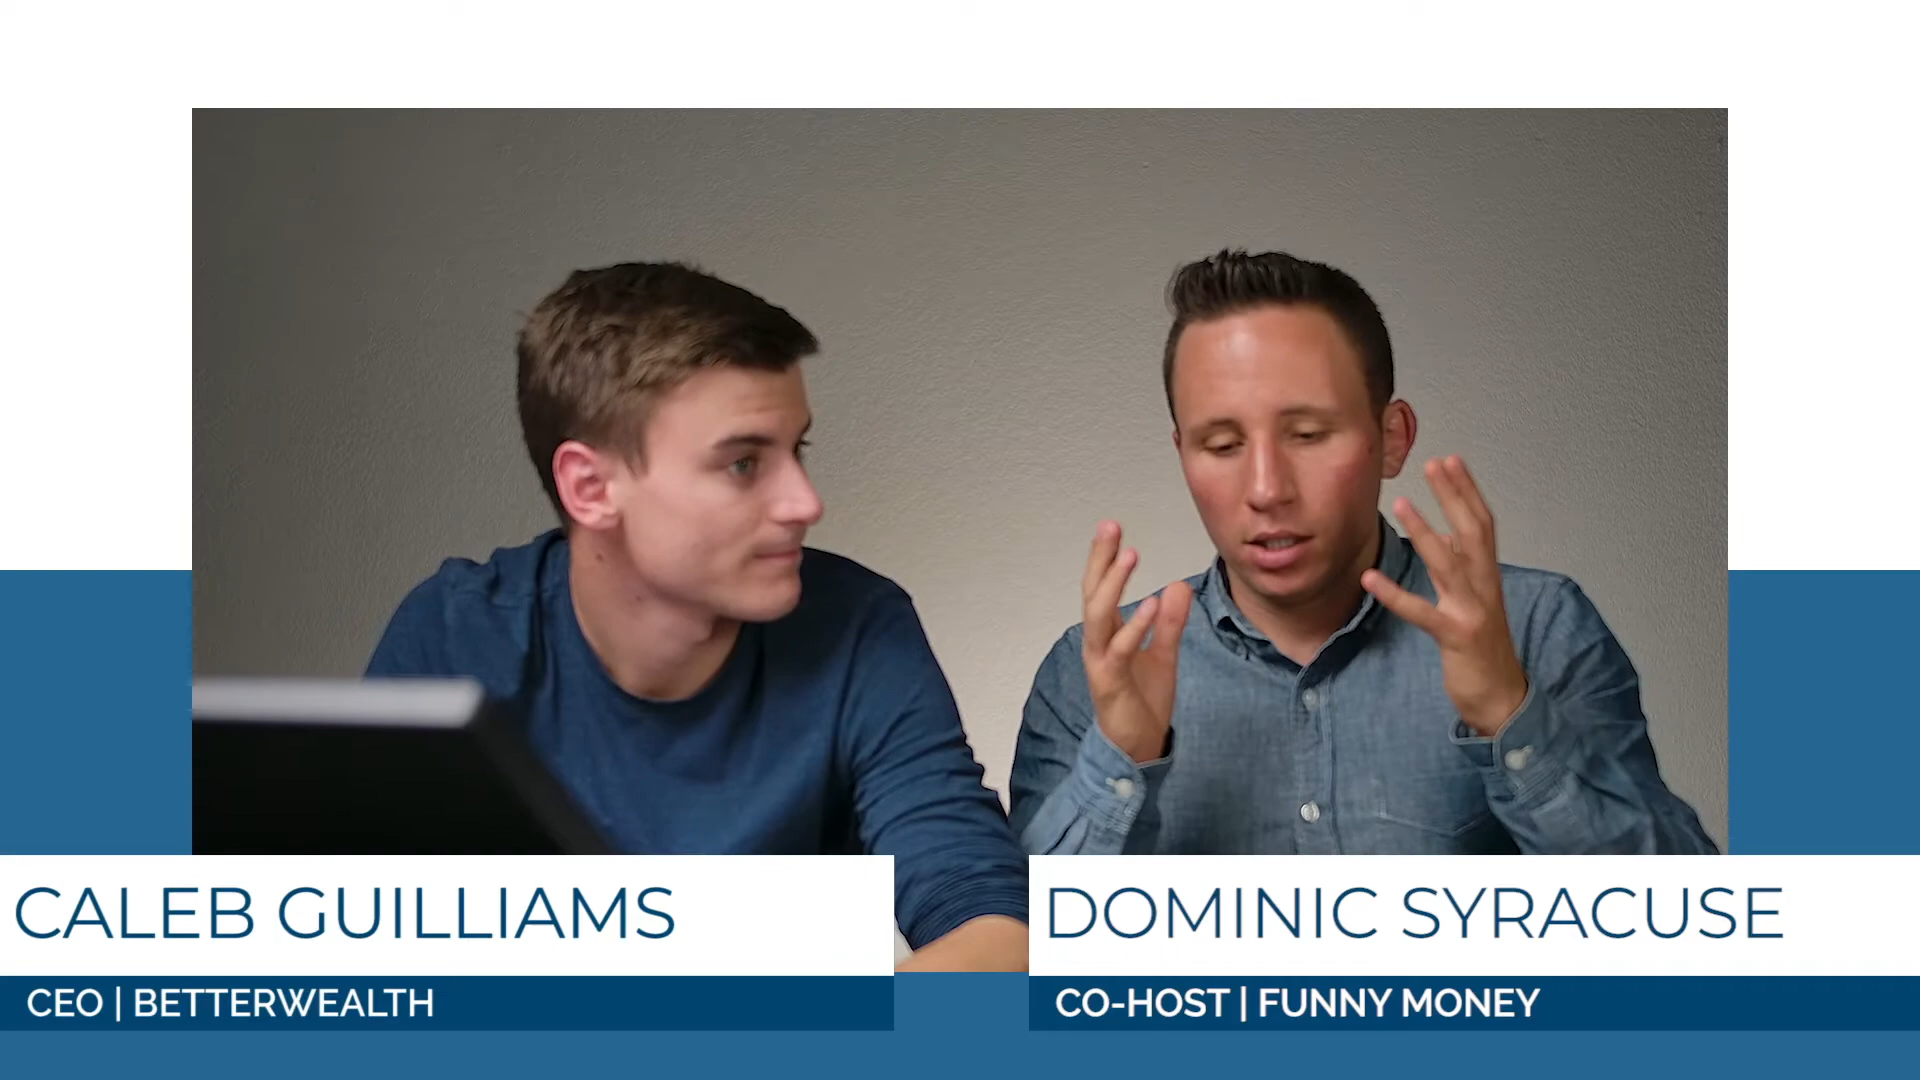 CALEB GUILLIAMS
CEO | BETTERWEALTH
DOMINIC SYRACUSE
CO-HOST | FUNNY MONEY